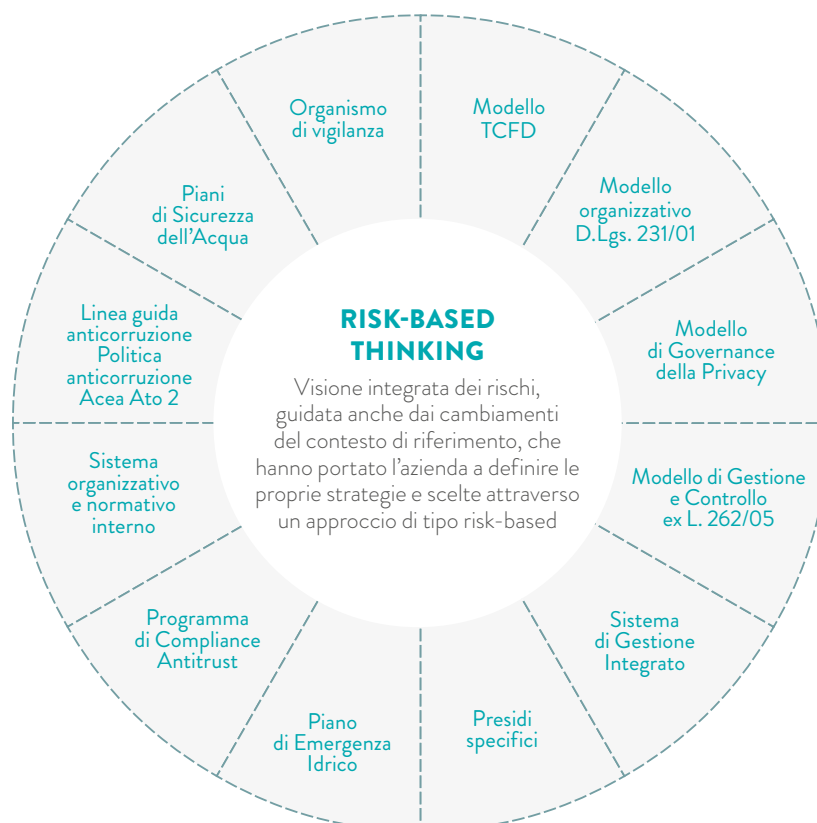 Organismo
di vigilanza
Modello
TCFD
Modello
organizzativo
D.Lgs. 231/01
Modello
di Governance
della Privacy
Modello di Gestione
e Controllo
ex L. 262/05
Sistema
di Gestione
Integrato
Presidi
specifici
Piano
di Emergenza
Idrico
Programma
di Compliance
Antitrust
Sistema
organizzativo
e normativo
interno
Linea guida
anticorruzione
Politica
anticorruzione
Acea Ato 2
Piani
di Sicurezza
dell’Acqua
RISK-BASED
THINKING
Visione integrata dei rischi,
guidata anche dai cambiamenti
del contesto di riferimento, che
hanno portato l’azienda a definire le
proprie strategie e scelte attraverso
un approccio di tipo risk-based